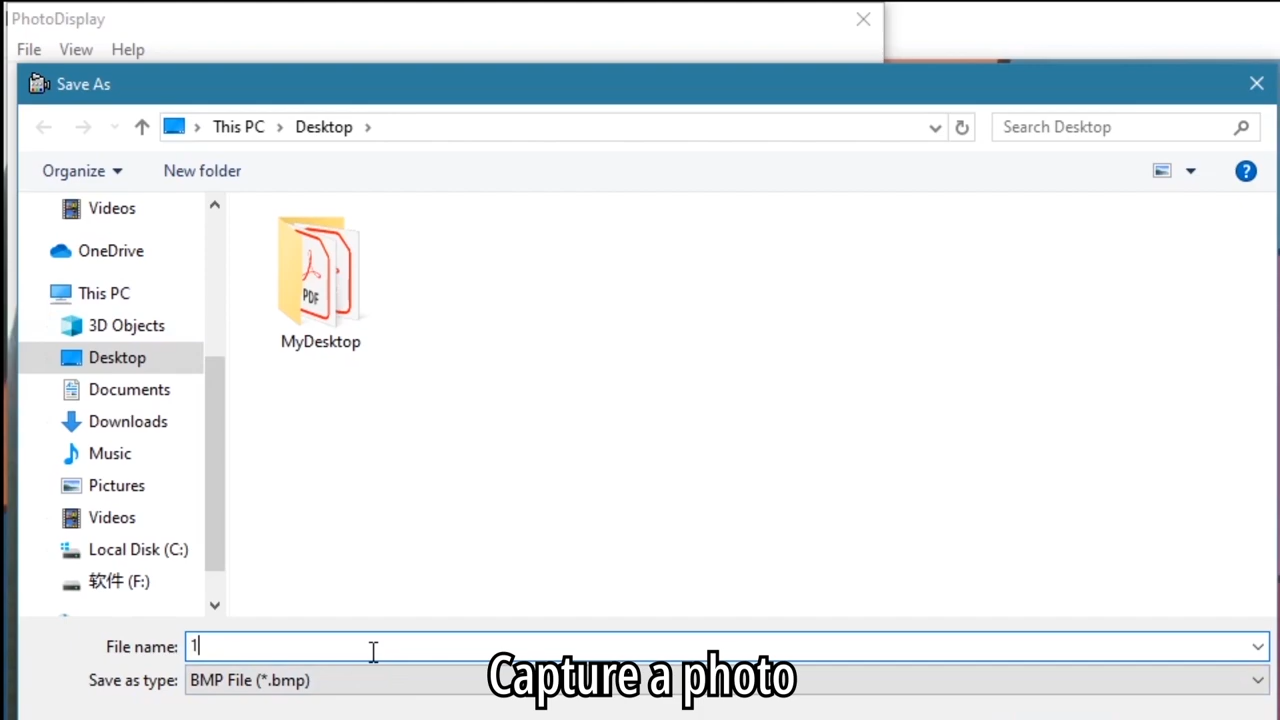 PhotoDisplay
File View Help
Save As
This PC Desktop
Search Desktop
Organize
New folder
Videos
OneDrive
This PC
3D Objects
Desktop
Documents
Downloads
Music
Pictures
Videos
Local Disk (C:)
软件 (F:)
PDF
MyDesktop
File name: 1
Save as type: BMP File (*.bmp)
Capture a photo